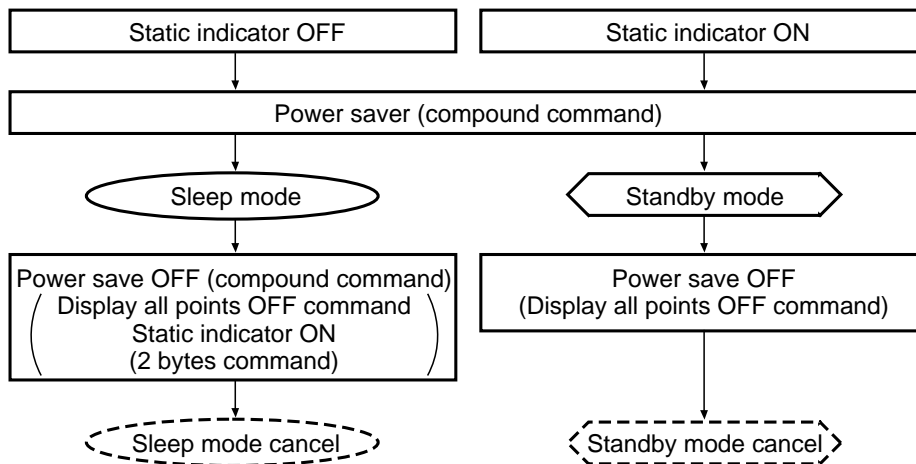 Static indicator OFF
Static indicator ON
Power saver (compound command)
Sleep mode
Standby mode
Power save OFF (compound command)
Display all points OFF command
Static indicator ON
(2 bytes command)
Power save OFF
(Display all points OFF command)
Sleep mode cancel
Standby mode cancel